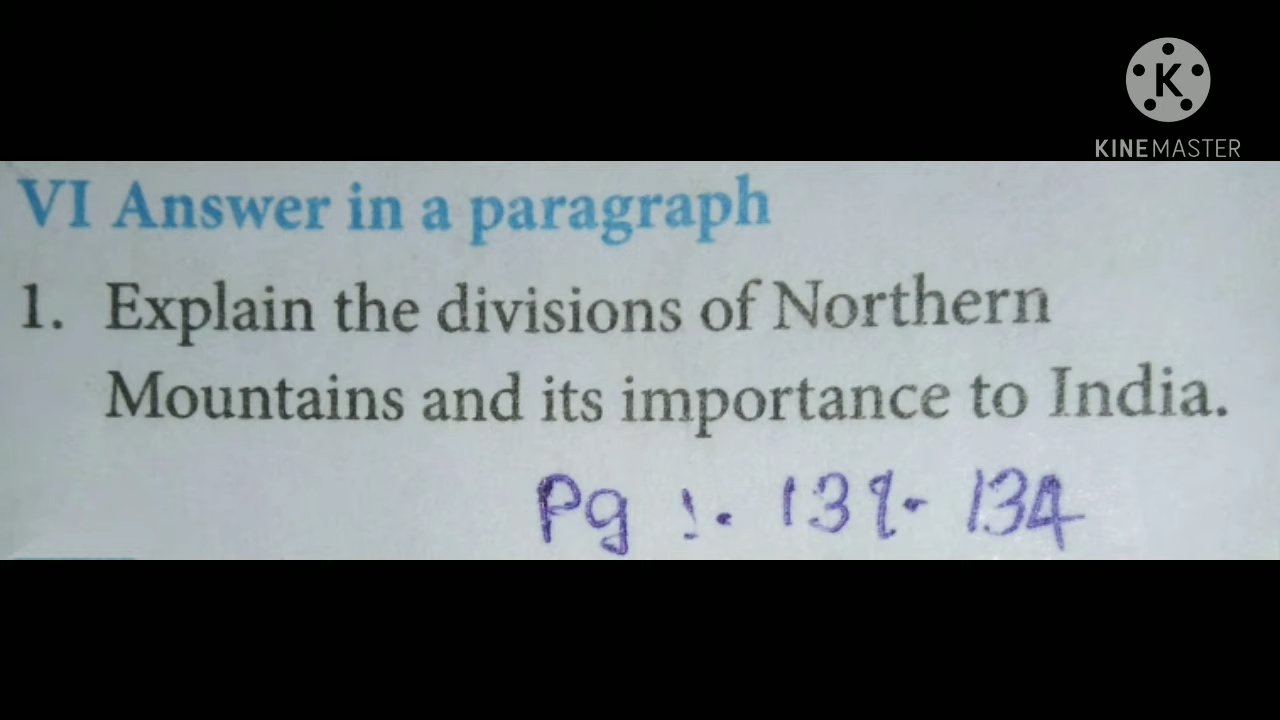 K
KINEMASTER
VI Answer in a paragraph
1. Explain the divisions of Northern
Mountains and its importance to India.
Pg :- 132- 134